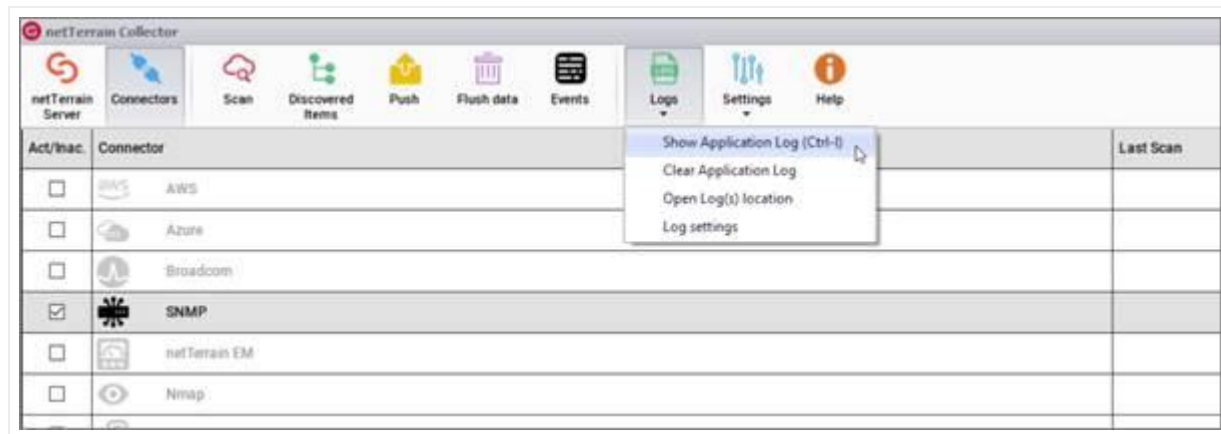 netTerrain Collector
netTerrain
Server
Connectors
Scan
Discovered
Items
Push
Flush data
Events
Logs
Settings
Help
Act/Inac.
Connector
Last Scan
Show Application Log (Ctrl-I)
Clear Application Log
Open Log(s) location
Log settings
aws
AWS
Azure
Broadcom
SNMP
netTerrain EM
Nmap